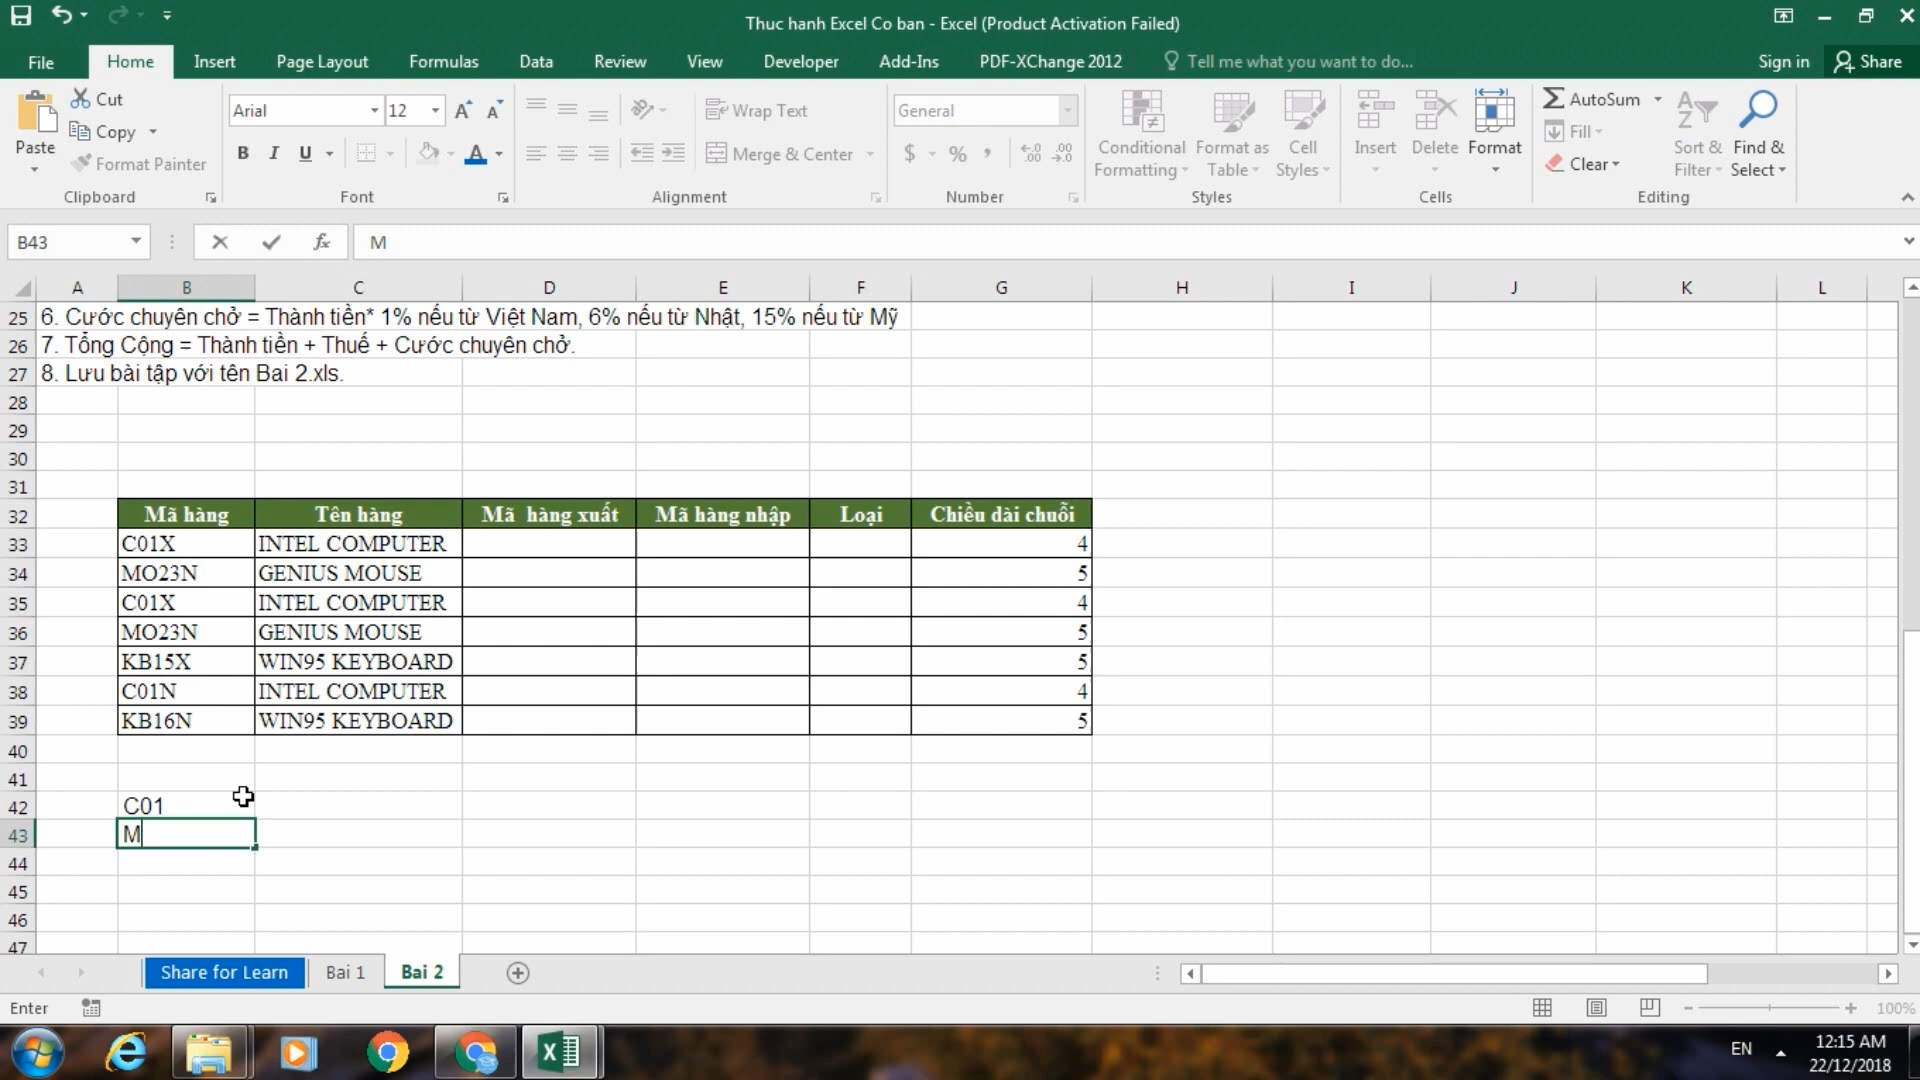 Thuc hanh Excel Co ban - Excel (Product Activation Failed)
File Home Insert Page Layout Formulas Data Review View Developer Add-Ins PDF-XChange 2012 Tell me what you want to do... Sign in Share
Paste Cut Copy Format Painter
Clipboard
Arial 12
B I U A
Font
Wrap Text
Merge & Center
Alignment
General
$ % ,
Number
Conditional Formatting
Format as Table
Cell Styles
Styles
Insert Delete Format
Cells
AutoSum
Fill
Clear
Sort & Filter
Find & Select
Editing
B43 fx M
A B C D E F G H I J K L
25 6. Cước chuyên chở = Thành tiền* 1% nếu từ Việt Nam, 6% nếu từ Nhật, 15% nếu từ Mỹ
26 7. Tổng Cộng = Thành tiền + Thuế + Cước chuyên chở.
27 8. Lưu bài tập với tên Bai 2.xls.
28
29
30
31
32 Mã hàng Tên hàng Mã hàng xuất Mã hàng nhập Loại Chiều dài chuỗi
33 C01X INTEL COMPUTER 4
34 MO23N GENIUS MOUSE 5
35 C01X INTEL COMPUTER 4
36 MO23N GENIUS MOUSE 5
37 KB15X WIN95 KEYBOARD 5
38 C01N INTEL COMPUTER 4
39 KB16N WIN95 KEYBOARD 5
40
41
42 C01
43 M
44
45
46
47
Share for Learn Bai 1 Bai 2
Enter 100%
EN 12:15 AM
22/12/2018